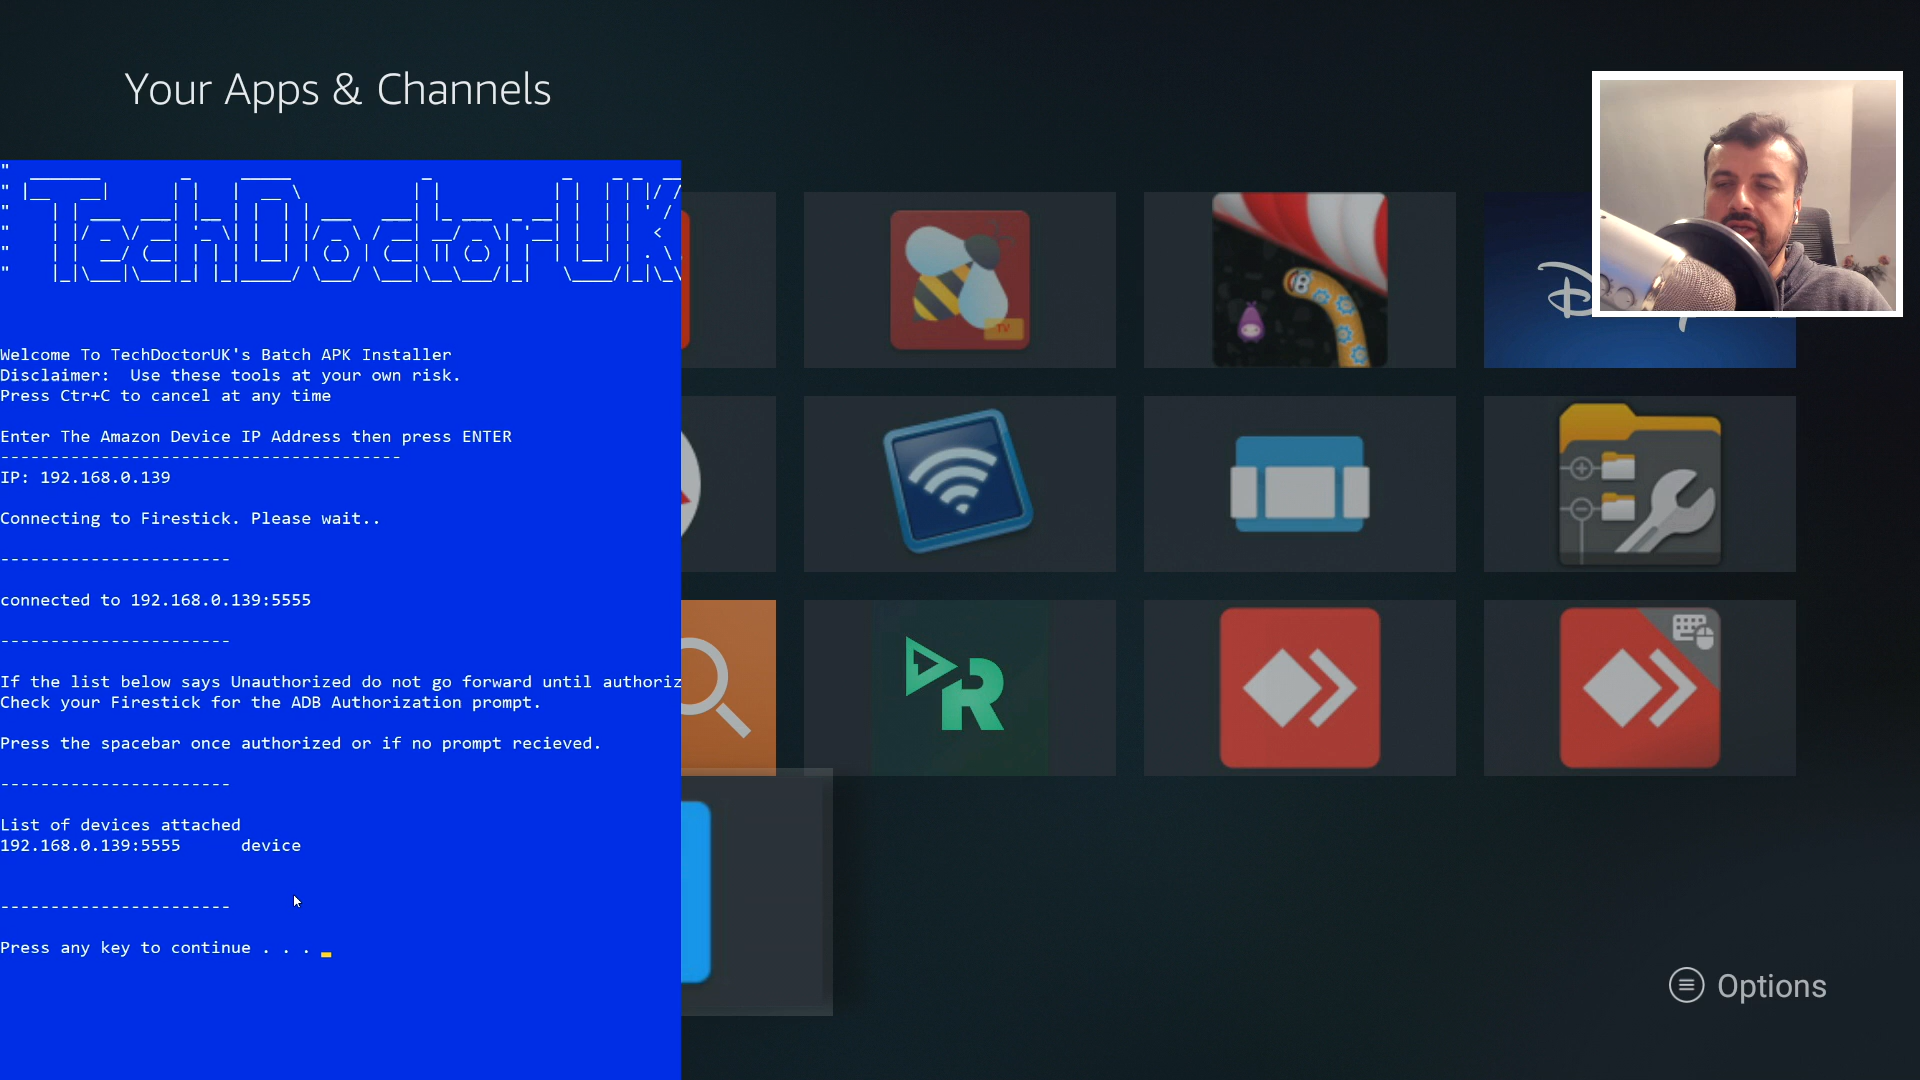 Your Apps & Channels
TechDoctorUK
Welcome To TechDoctorUK's Batch APK Installer
Disclaimer:  Use these tools at your own risk.
Press Ctr+C to cancel at any time
Enter The Amazon Device IP Address then press ENTER
----------------------------------------
IP: 192.168.0.139
Connecting to Firestick. Please wait..
-----------------------
connected to 192.168.0.139:5555
-----------------------
If the list below says Unauthorized do not go forward until authoriz
Check your Firestick for the ADB Authorization prompt.
Press the spacebar once authorized or if no prompt recieved.
-----------------------
List of devices attached
192.168.0.139:5555      device
-----------------------
Press any key to continue . . .
TV
DR
Options